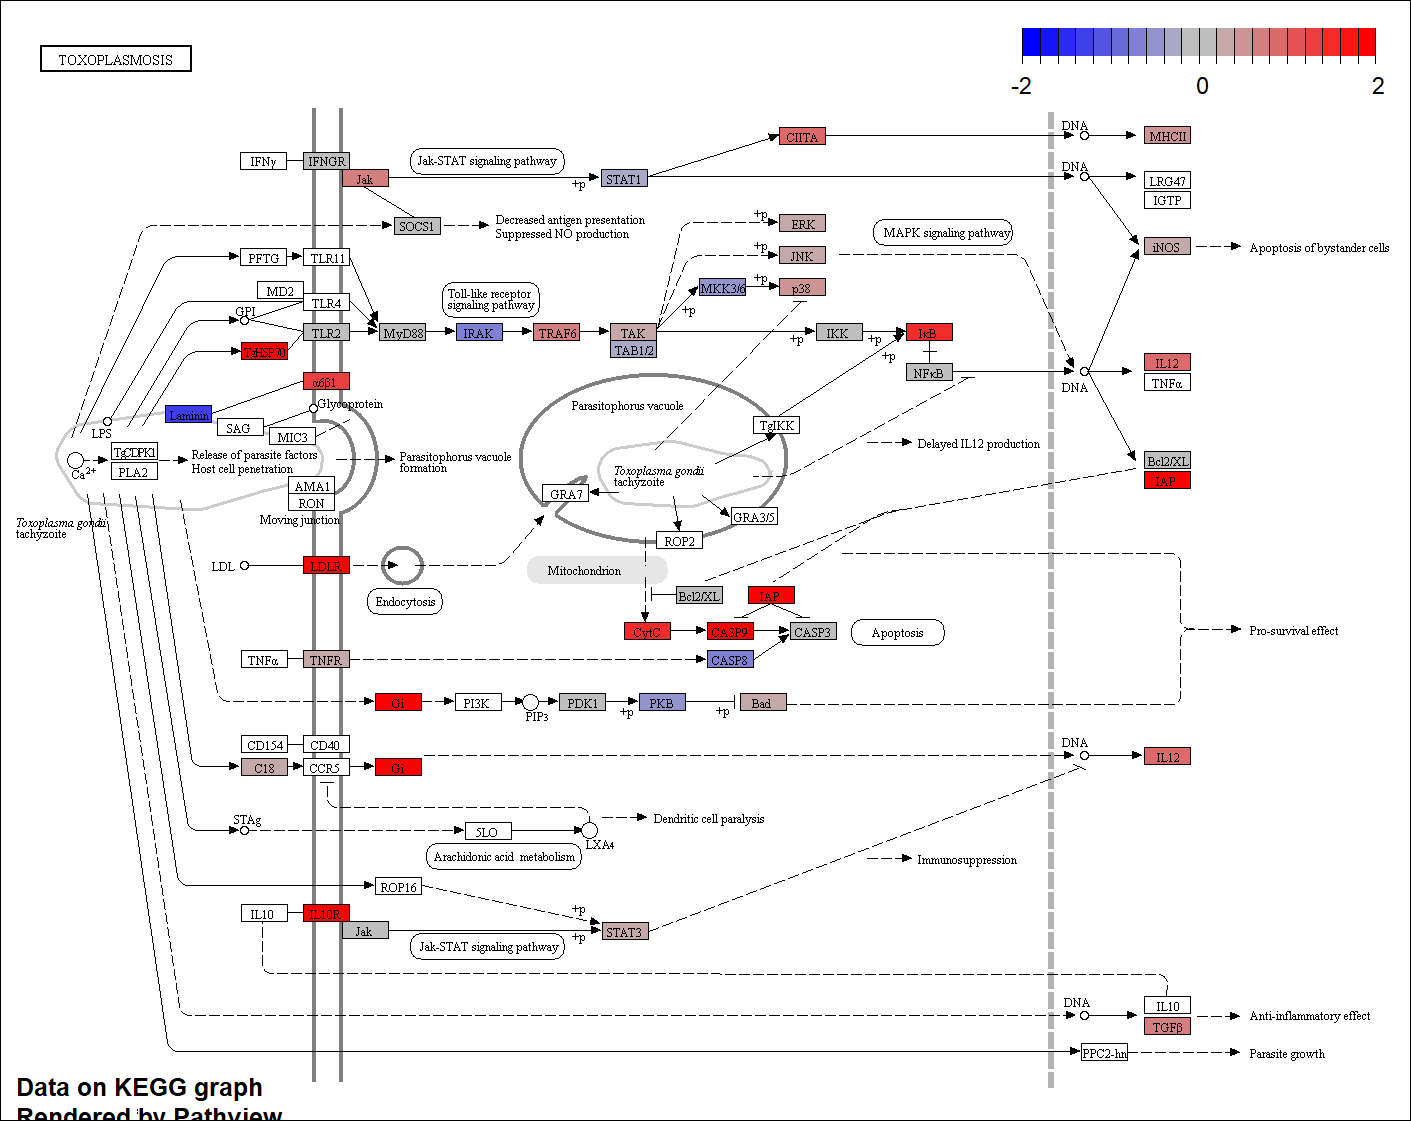 TOXOPLASMOSIS
-2
0
2
DNA
CIITA
MHCII
IFNγ
IFNGR
Jak-STAT signaling pathway
DNA
Jak
+p
STAT1
LRG47
IGTP
SOCS1
Decreased antigen presentation
Suppressed NO production
+p
ERK
MAPK signaling pathway
iNOS
Apoptosis of bystander cells
PFTG
TLR11
+p
JNK
MD2
TLR4
Toll-like receptor
signaling pathway
MKK3/6
+p
p38
+p
GPI
TLR2
MyD88
IRAK
TRAF6
TAK
TAB1/2
+p
IKK
+p
+p
IκB
TgHSP70
NFκB
IL12
TNFα
DNA
α6β1
Laminin
Glycoprotein
Parasitophorus vacuole
SAG
MIC3
TgIKK
LPS
Delayed IL12 production
TgCDPK1
PLA2
Ca2+
Release of parasite factors
Host cell penetration
Parasitophorus vacuole
formation
Toxoplasma gondii
tachyzoite
Bcl2/XL
IAP
AMA1
RON
Moving junction
GRA7
GRA3/5
Toxoplasma gondii
tachyzoite
ROP2
LDL
LDLR
Mitochondrion
Endocytosis
Bcl2/XL
IAP
CytC
CASP9
CASP3
Apoptosis
Pro-survival effect
TNFα
TNFR
CASP8
Gi
PI3K
PIP3
PDK1
+p
PKB
+p
Bad
CD154
CD40
DNA
C18
CCR5
Gi
IL12
STAg
5LO
LXA4
Dendritic cell paralysis
Arachidonic acid metabolism
Immunosuppression
ROP16
IL10
IL10R
+p
Jak
+p
STAT3
Jak-STAT signaling pathway
DNA
IL10
TGFβ
Anti-inflammatory effect
PPC2-hn
Parasite growth
Data on KEGG graph
Rendered by Pathview